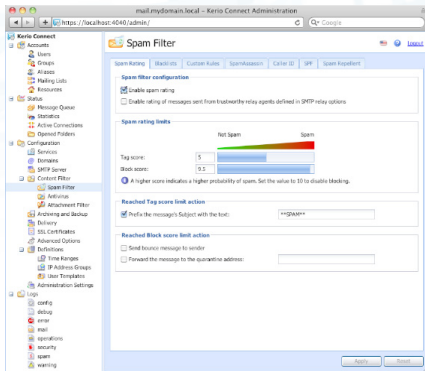 mail.mydomain.local – Kerio Connect Administration
https://localhost:4040/admin/
Google
Kerio Connect
Accounts
Users
Groups
Aliases
Mailing Lists
Resources
Status
Message Queue
Statistics
Active Connections
Opened Folders
Configuration
Services
Domains
SMTP Server
Content Filter
Spam Filter
Antivirus
Attachment Filter
Archiving and Backup
Delivery
SSL Certificates
Advanced Options
Definitions
Time Ranges
IP Address Groups
User Templates
Administration Settings
Logs
config
debug
error
mail
operations
security
spam
warning
Spam Filter
Logout
Spam Rating Blacklists Custom Rules SpamAssassin Caller ID SPF Spam Repellent
Spam filter configuration
Enable spam rating
Enable rating of messages sent from trustworthy relay agents defined in SMTP relay options
Spam rating limits
Not Spam Spam
Tag score: 5
Block score: 9.1
A higher score indicates a higher probability of spam. Set the value to 10 to disable blocking.
Reached Tag score limit action
Prefix the message's Subject with the text: **SPAM**
Reached Block score limit action
Send bounce message to sender
Forward the message to the quarantine address:
Apply Reset